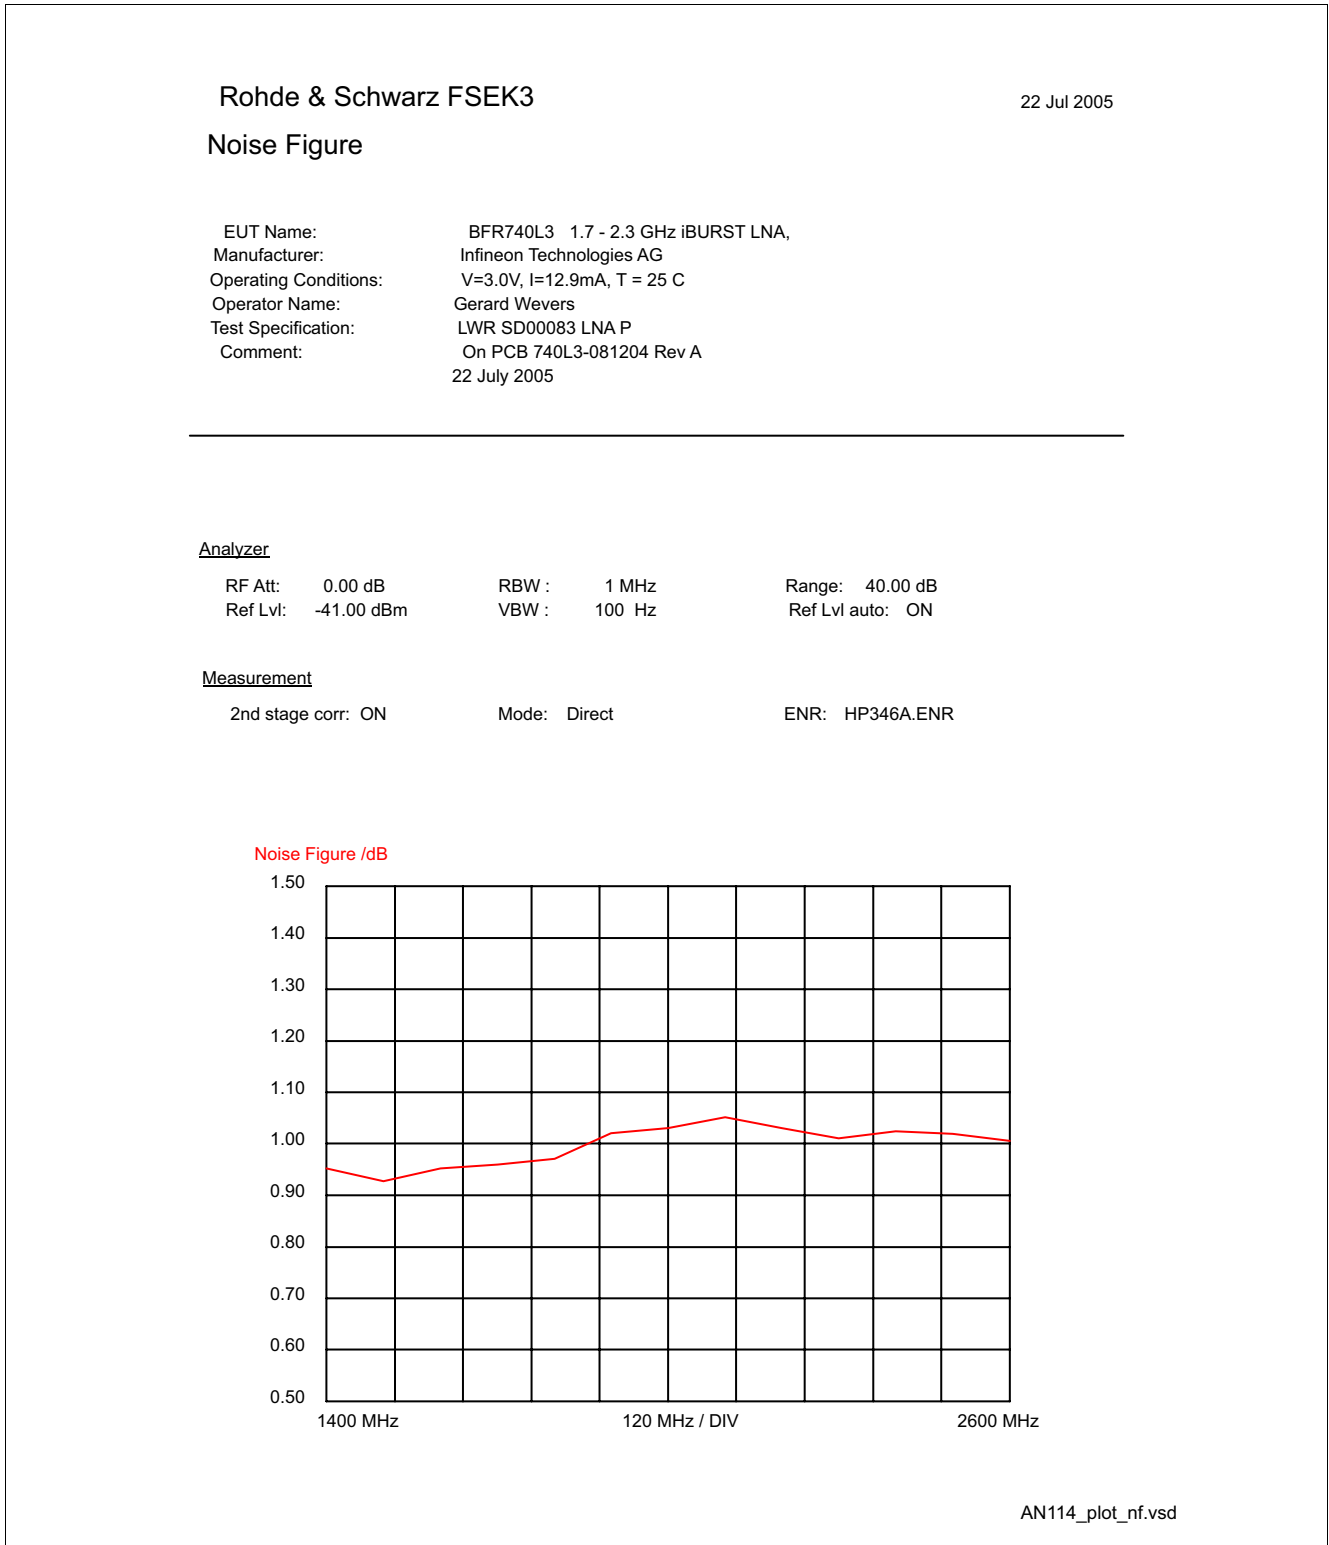 Rohde & Schwarz FSEK3 22 Jul 2005
Noise Figure
EUT Name: BFR740L3 1.7 - 2.3 GHz iBURST LNA,
Manufacturer: Infineon Technologies AG
Operating Conditions: V=3.0V, I=12.9mA, T = 25 C
Operator Name: Gerard Wevers
Test Specification: LWR SD00083 LNA P
Comment: On PCB 740L3-081204 Rev A
22 July 2005
Analyzer
RF Att: 0.00 dB RBW : 1 MHz Range: 40.00 dB
Ref Lvl: -41.00 dBm VBW : 100 Hz Ref Lvl auto: ON
Measurement
2nd stage corr: ON Mode: Direct ENR: HP346A.ENR
Noise Figure /dB
1.50
1.40
1.30
1.20
1.10
1.00
0.90
0.80
0.70
0.60
0.50
1400 MHz 120 MHz / DIV 2600 MHz
AN114_plot_nf.vsd